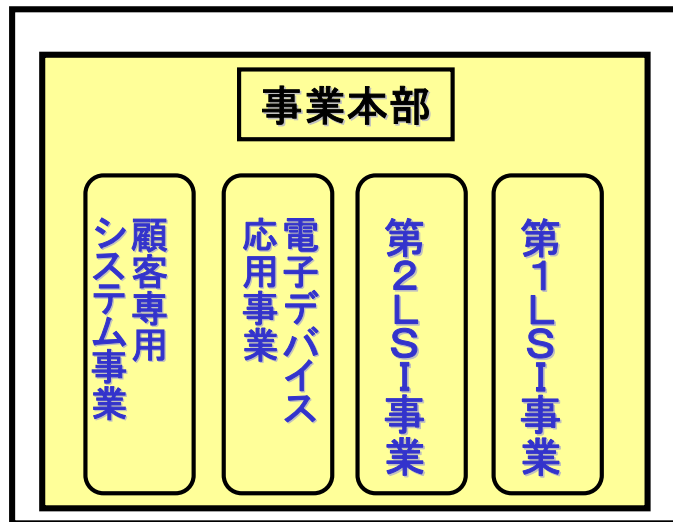 事業本部
第１ＬＳＩ事業
第２ＬＳＩ事業
電子デバイス
応用事業
顧客専用
システム事業